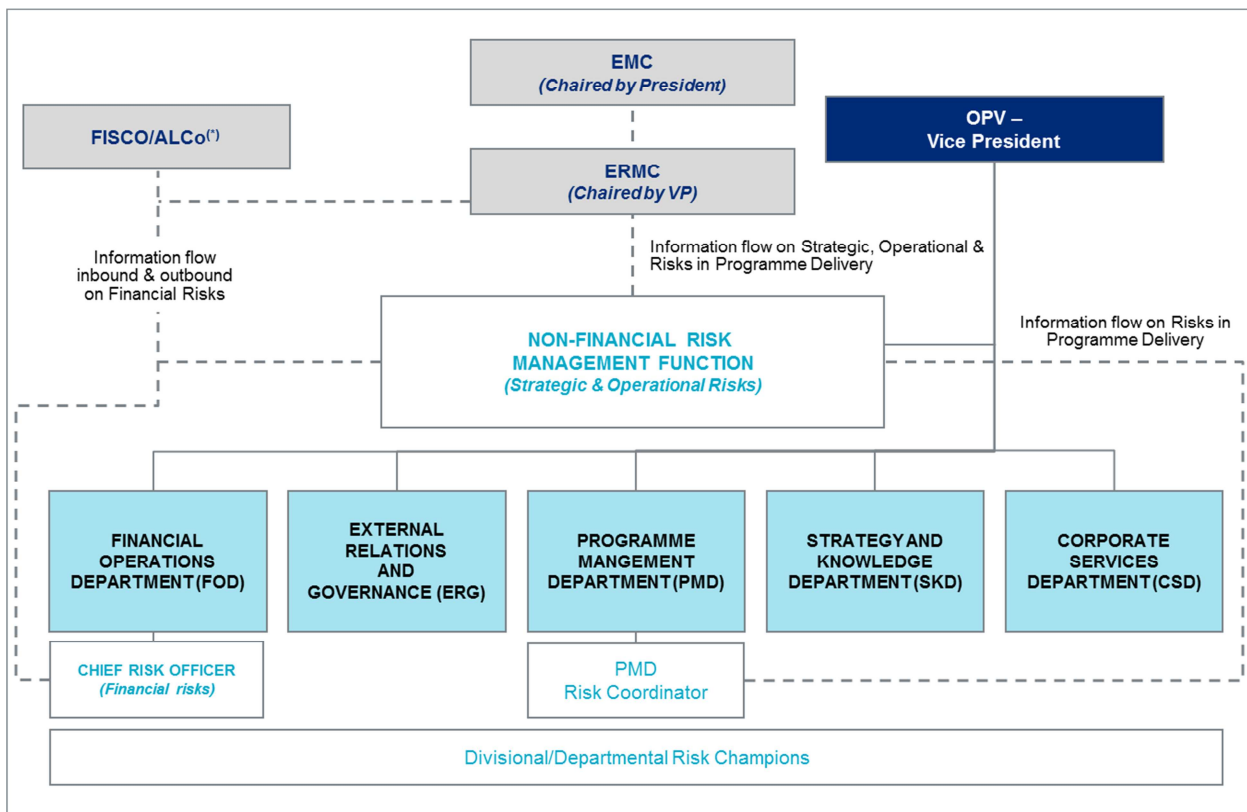 EMC
(Chaired by President)
FISCO/ALCo(*)
OPV –
Vice President
ERMC
(Chaired by VP)
Information flow
inbound & outbound
on Financial Risks
Information flow on Strategic, Operational &
Risks in Programme Delivery
NON-FINANCIAL RISK
MANAGEMENT FUNCTION
(Strategic & Operational Risks)
Information flow on Risks in
Programme Delivery
FINANCIAL
OPERATIONS
DEPARTMENT (FOD)
EXTERNAL
RELATIONS
AND
GOVERNANCE (ERG)
PROGRAMME
MANGEMENT
DEPARTMENT (PMD)
STRATEGY AND
KNOWLEDGE
DEPARTMENT (SKD)
CORPORATE
SERVICES
DEPARTMENT (CSD)
CHIEF RISK OFFICER
(Financial risks)
PMD
Risk Coordinator
Divisional/Departmental Risk Champions